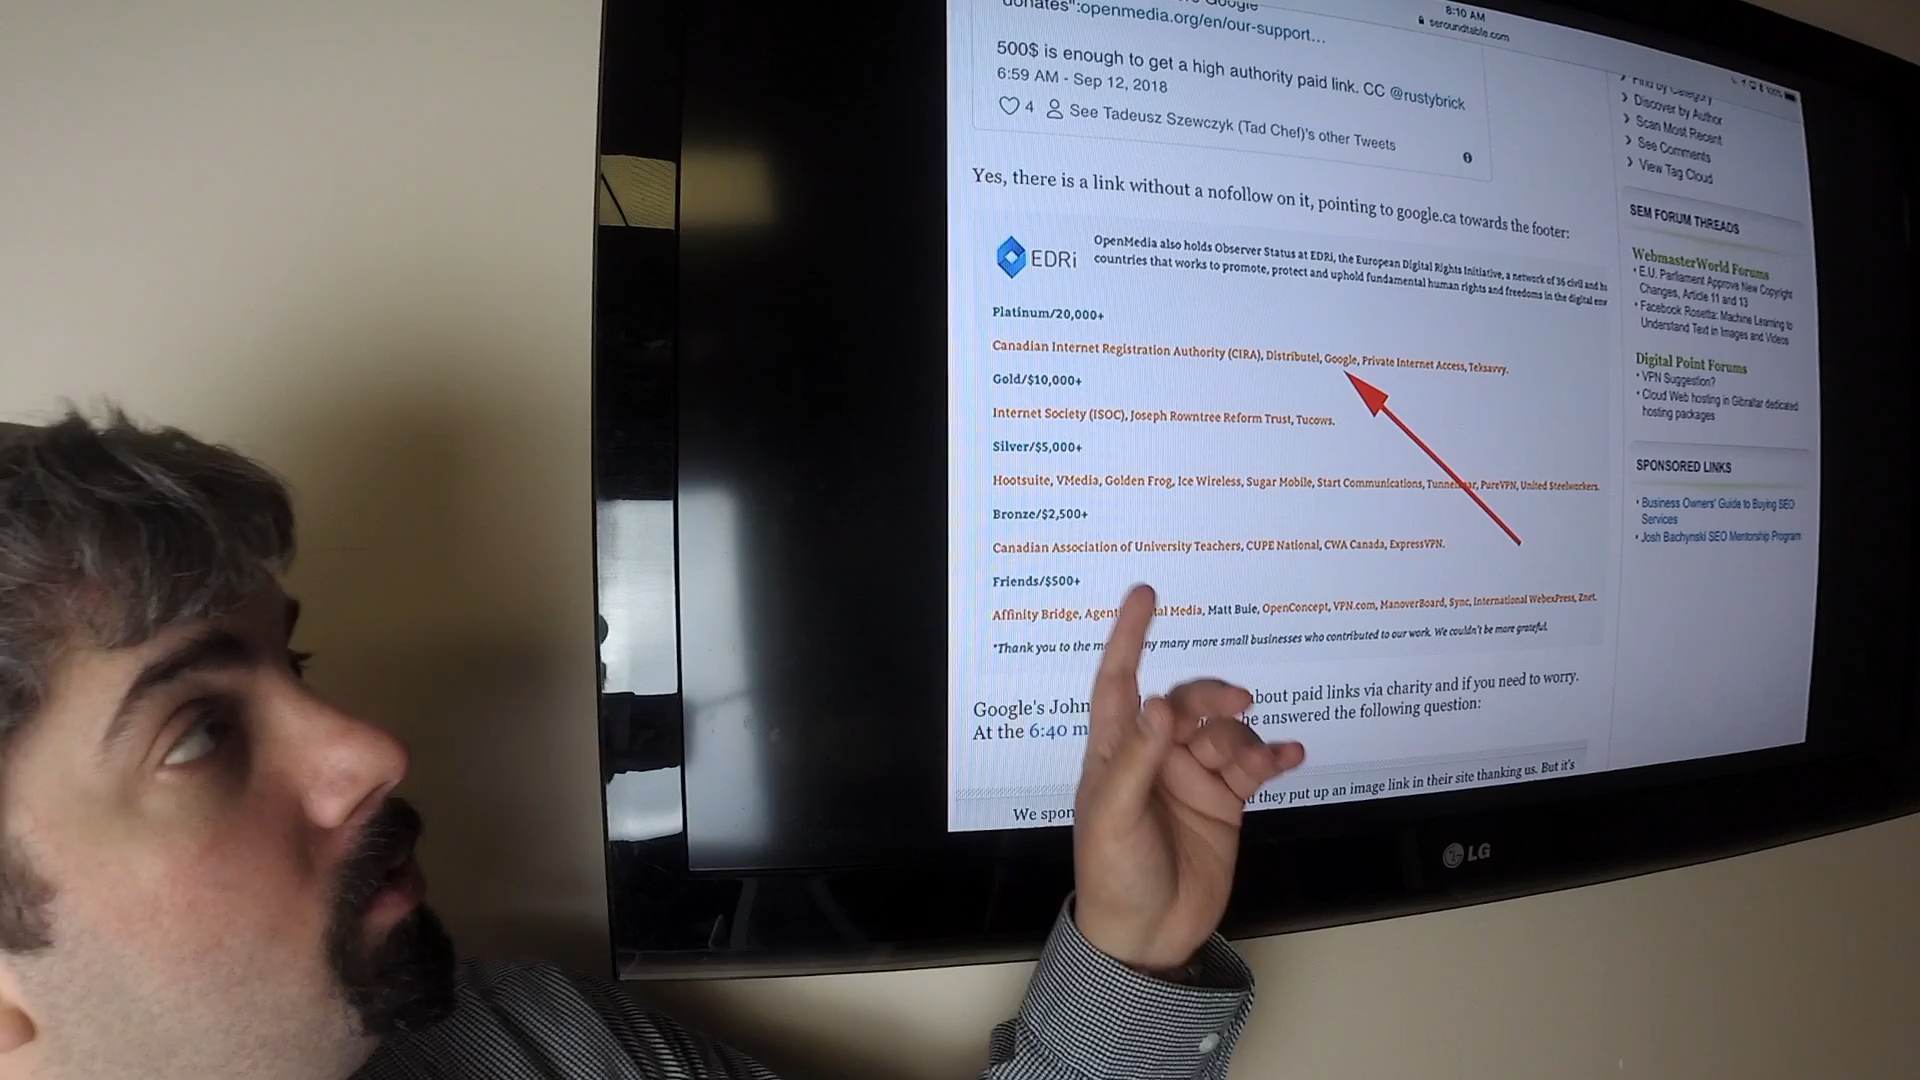 8:10 AM
seroundtable.com
Google
donates":openmedia.org/en/our-support...
500$ is enough to get a high authority paid link. CC @rustybrick
6:59 AM - Sep 12, 2018
4 See Tadeusz Szewczyk (Tad Chef)'s other Tweets
Yes, there is a link without a nofollow on it, pointing to google.ca towards the footer:
EDRi
OpenMedia also holds Observer Status at EDRi, the European Digital Rights Initiative, a network of 36 civil and
countries that works to promote, protect and uphold fundamental human rights and freedoms in the digital
Platinum/20,000+
Canadian Internet Registration Authority (CIRA), Distributel, Google, Private Internet Access, Teksavvy.
Gold/$10,000+
Internet Society (ISOC), Joseph Rowntree Reform Trust, Tucows.
Silver/$5,000+
Hootsuite, VMedia, Golden Frog, Ice Wireless, Sugar Mobile, Start Communications, PureVPN, United Steelworkers.
Bronze/$2,500+
Canadian Association of University Teachers, CUPE National, CWA Canada, ExpressVPN.
Friends/$500+
Affinity Bridge, Media, Matt Buie, OpenConcept, VPN.com, ManoverBoard, Sync, International WebexPress, Znet.
*Thank you to the many more small businesses who contributed to our work. We couldn't be more grateful.
Google's John about paid links via charity and if you need to worry.
At the 6:40 he answered the following question:
We they put up an image link in their site thanking us. But it's
Find by Category
Discover by Author
Scan Most Recent
See Comments
View Tag Cloud
SEM FORUM THREADS
WebmasterWorld Forums
E.U. Parliament Approve New Copyright
Changes, Article 11 and 13
Facebook Rosetta: Machine Learning to
Understand Text in Images and Videos
Digital Point Forums
VPN Suggestion?
Cloud Web hosting in Gibraltar dedicated
hosting packages
SPONSORED LINKS
Business Owners' Guide to Buying SEO
Services
Josh Bachynski SEO Mentorship Program
LG